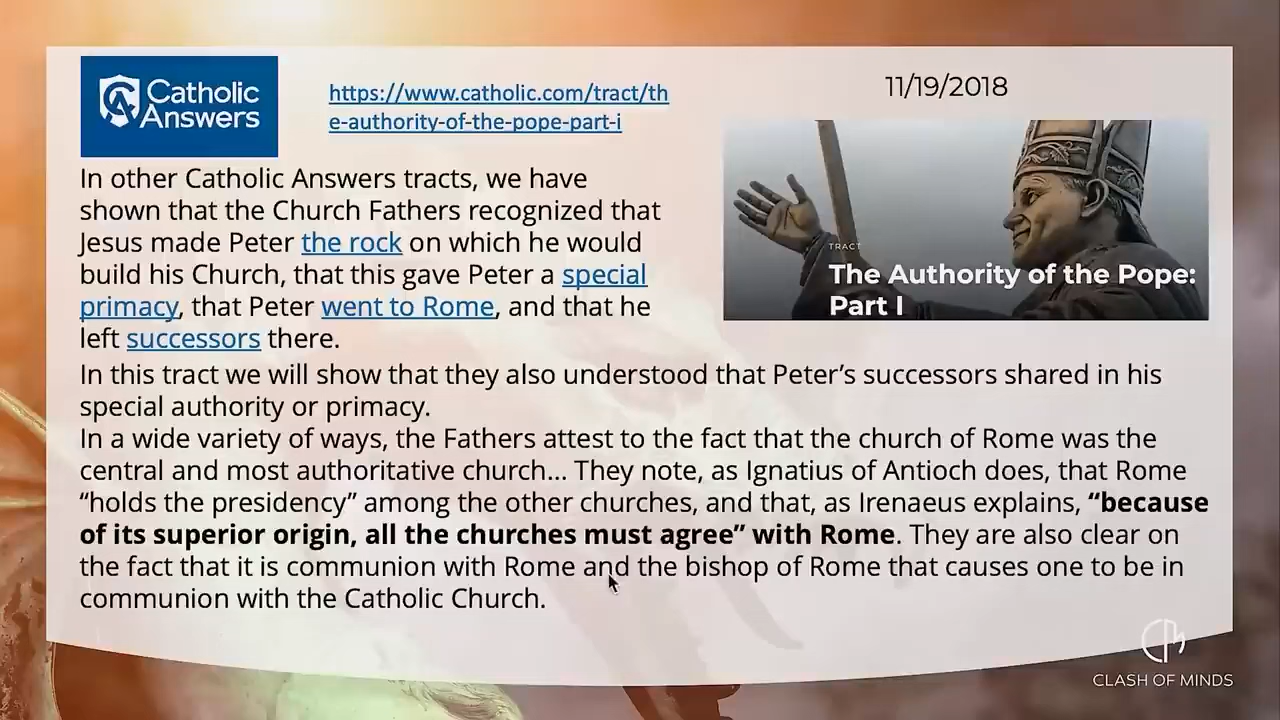 Catholic
Answers
https://www.catholic.com/tract/th
e-authority-of-the-pope-part-i
11/19/2018
In other Catholic Answers tracts, we have
shown that the Church Fathers recognized that
Jesus made Peter the rock on which he would
build his Church, that this gave Peter a special
primacy, that Peter went to Rome, and that he
left successors there.
TRACT
The Authority of the Pope:
Part I
In this tract we will show that they also understood that Peter’s successors shared in his
special authority or primacy.
In a wide variety of ways, the Fathers attest to the fact that the church of Rome was the
central and most authoritative church... They note, as Ignatius of Antioch does, that Rome
“holds the presidency” among the other churches, and that, as Irenaeus explains, “because
of its superior origin, all the churches must agree” with Rome. They are also clear on
the fact that it is communion with Rome and the bishop of Rome that causes one to be in
communion with the Catholic Church.
CLASH OF MINDS